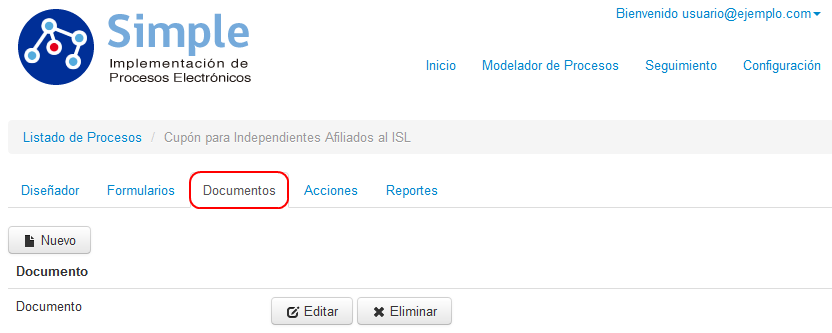 Simple
Implementación de
Procesos Electrónicos
Bienvenido usuario@ejemplo.com
Inicio Modelador de Procesos Seguimiento Configuración
Listado de Procesos / Cupón para Independientes Afiliados al ISL
Diseñador Formularios Documentos Acciones Reportes
Nuevo
Documento
Documento Editar Eliminar